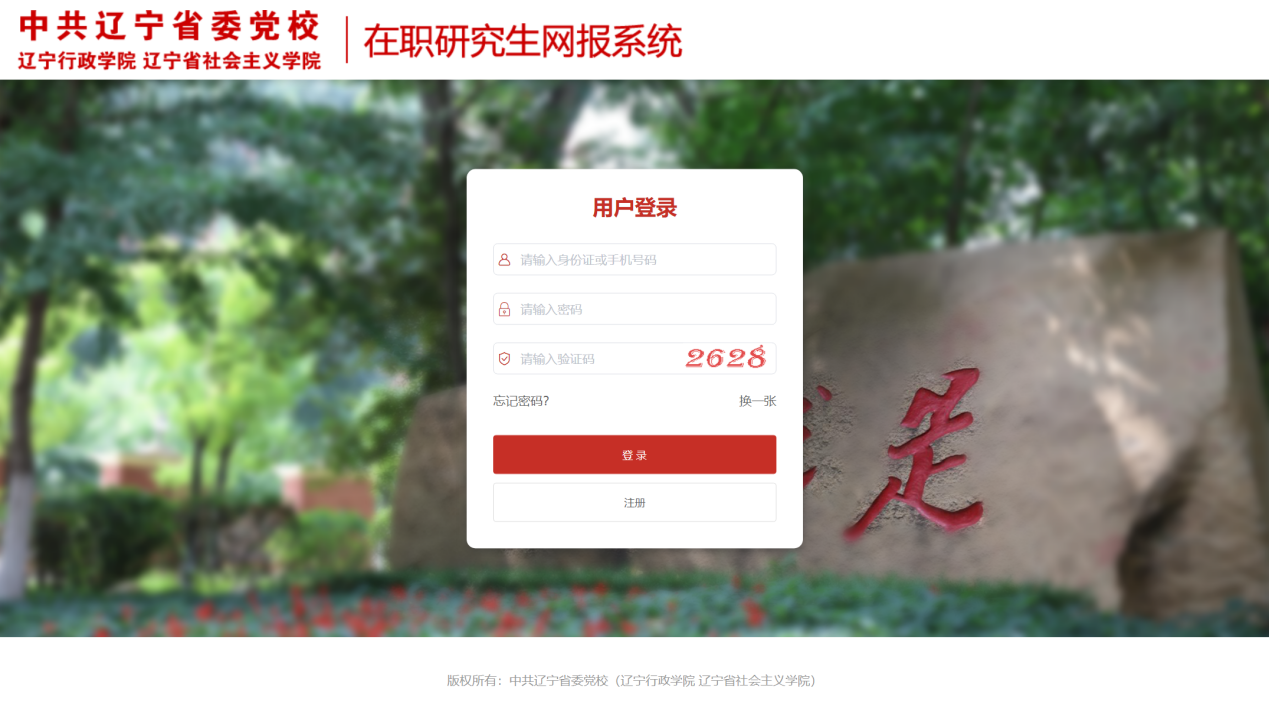 中共辽宁省委党校
辽宁行政学院 辽宁省社会主义学院
在职研究生网报系统
用户登录
请输入身份证或手机号码
请输入密码
请输入验证码
2628
忘记密码?
换一张
登 录
注册
版权所有：中共辽宁省委党校（辽宁行政学院 辽宁省社会主义学院）